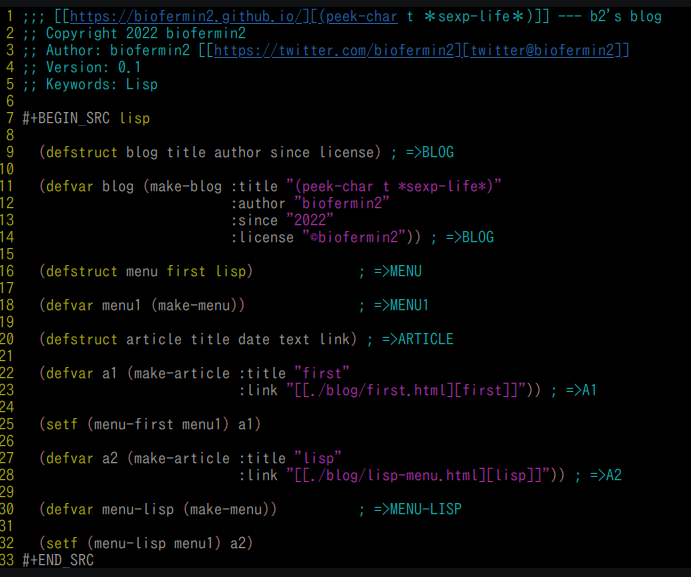 1 ;;; [[https://biofermin2.github.io/][(peek-char t ＊sexp-life＊)]] --- b2's blog
2 ;; Copyright 2022 biofermin2
3 ;; Author: biofermin2 [[https://twitter.com/biofermin2][twitter@biofermin2]]
4 ;; Version: 0.1
5 ;; Keywords: Lisp
6
7 #+BEGIN_SRC lisp
8
9 (defstruct blog title author since license) ; =>BLOG
10
11 (defvar blog (make-blog :title "(peek-char t *sexp-life*)"
12 :author "biofermin2"
13 :since "2022"
14 :license "©biofermin2")) ; =>BLOG
15
16 (defstruct menu first lisp) ; =>MENU
17
18 (defvar menu1 (make-menu)) ; =>MENU1
19
20 (defstruct article title date text link) ; =>ARTICLE
21
22 (defvar a1 (make-article :title "first"
23 :link "[[./blog/first.html][first]]")) ; =>A1
24
25 (setf (menu-first menu1) a1)
26
27 (defvar a2 (make-article :title "lisp"
28 :link "[[./blog/lisp-menu.html][lisp]]")) ; =>A2
29
30 (defvar menu-lisp (make-menu)) ; =>MENU-LISP
31
32 (setf (menu-lisp menu1) a2)
33 #+END_SRC